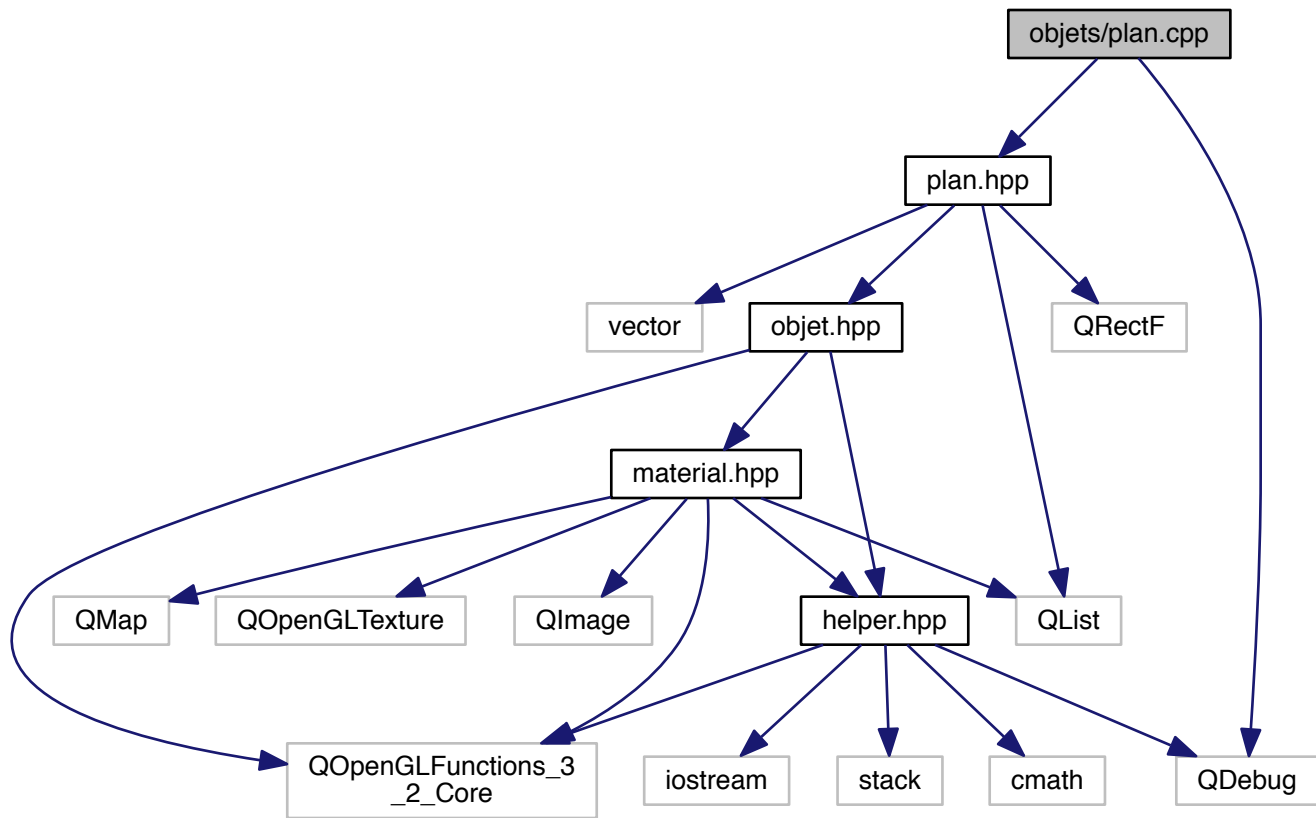 objets/plan.cpp
plan.hpp
vector
objet.hpp
QRectF
material.hpp
QMap
QOpenGLTexture
QImage
helper.hpp
QList
QOpenGLFunctions_3
_2_Core
iostream
stack
cmath
QDebug